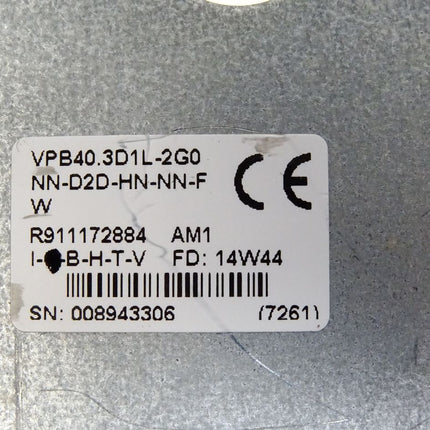 VPB40.3D1L-2G0
NN-D2D-HN-NN-F
W
CE
R911172884 AM1
B-H-T-V FD: 14W44
SN: 008943306 (7261)